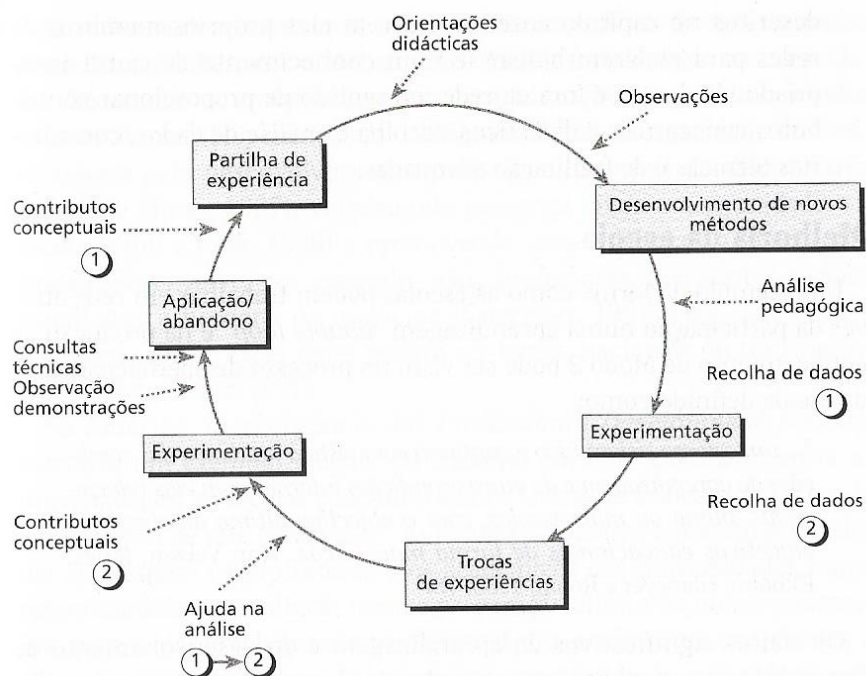 Orientações
didácticas
Observações
Partilha de
experiência
Contributos
conceptuais
1
Desenvolvimento de novos
métodos
Aplicação/
abandono
Análise
pedagógica
Consultas
técnicas
Observação
demonstrações
Recolha de dados
1
Experimentação
Experimentação
Recolha de dados
2
Contributos
conceptuais
2
Trocas
de experiências
Ajuda na
análise
1 2